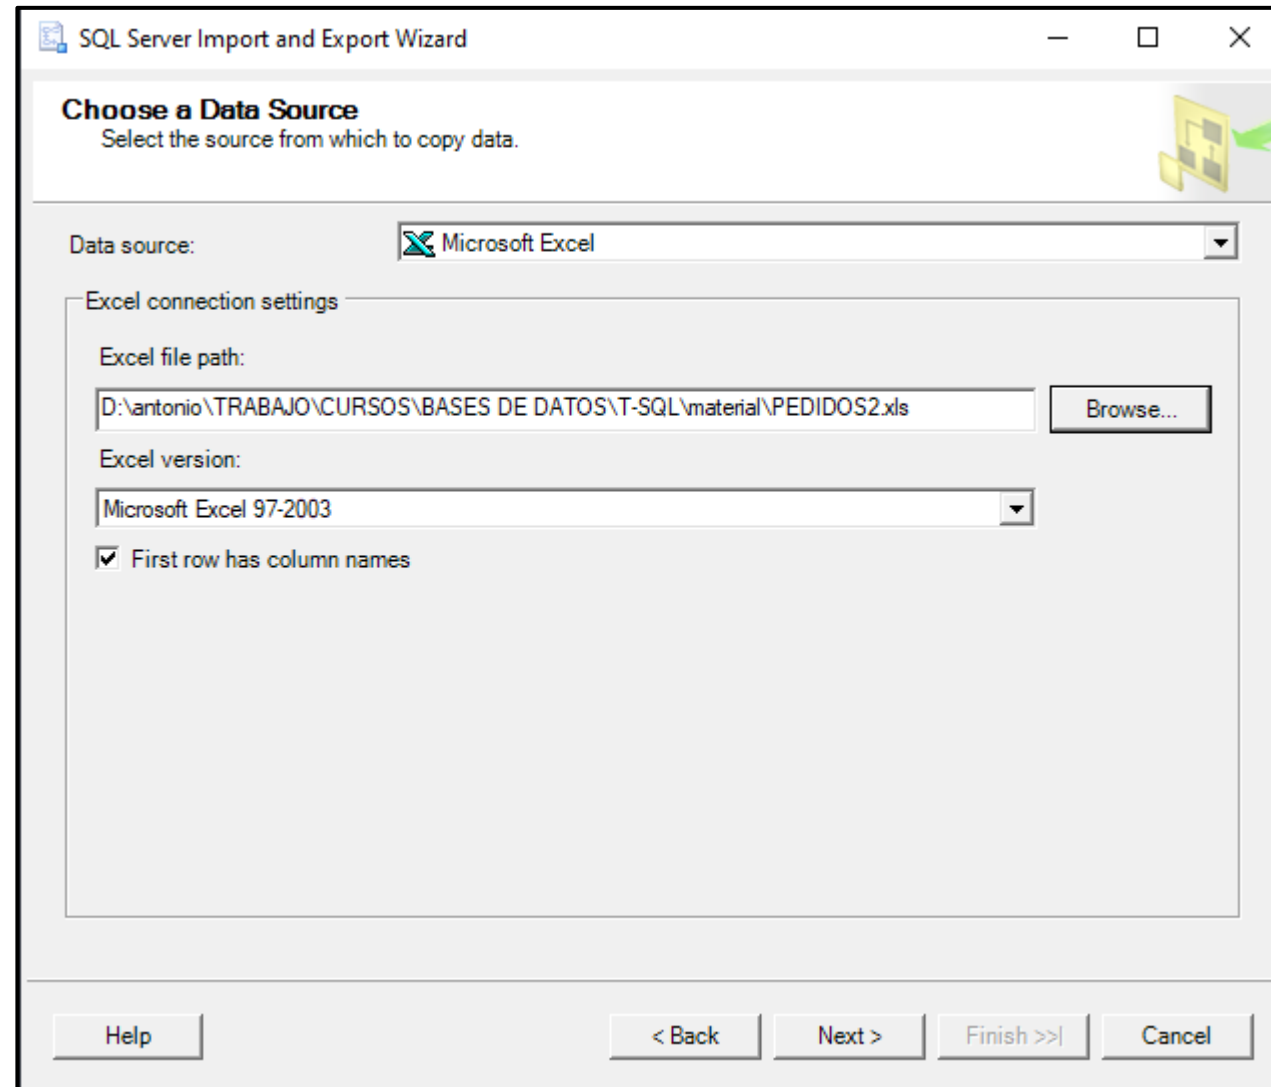 SQL Server Import and Export Wizard
Choose a Data Source
Select the source from which to copy data.
Data source:
Microsoft Excel
Excel connection settings
Excel file path:
D:\antonio\TRABAJO\CURSOS\BASES DE DATOS\T-SQL\material\PEDIDOS2.xls
Browse...
Excel version:
Microsoft Excel 97-2003
First row has column names
Help
< Back
Next >
Finish >>|
Cancel